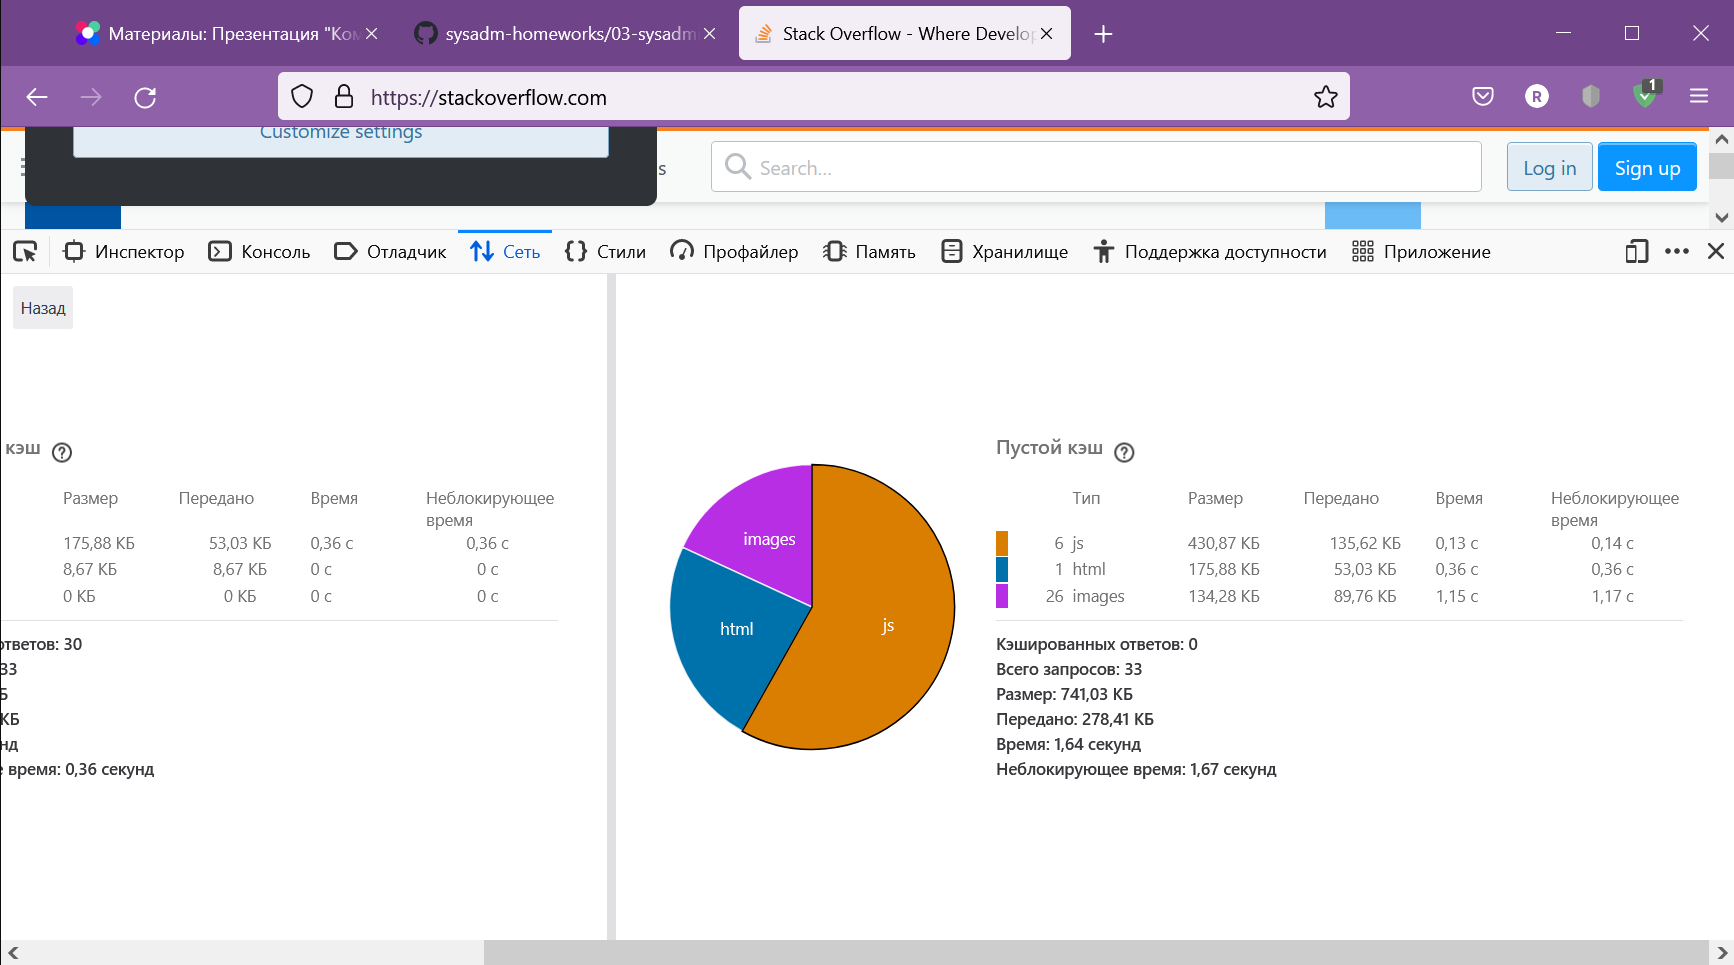 Материалы: Презентация "Ком
sysadm-homeworks/03-sysadm
Stack Overflow - Where Develop
https://stackoverflow.com
R
1
Customize settings
s
Search...
Log in
Sign up
Инспектор
Консоль
Отладчик
Сеть
Стили
Профайлер
Память
Хранилище
Поддержка доступности
Приложение
Назад
кэш
Размер Передано Время Неблокирующее время
175,88 КБ 53,03 КБ 0,36 с 0,36 с
8,67 КБ 8,67 КБ 0 с 0 с
0 КБ 0 КБ 0 с 0 с
ответов: 30
33
Б
КБ
нд
е время: 0,36 секунд
images
html
js
Пустой кэш
Тип Размер Передано Время Неблокирующее время
6 js 430,87 КБ 135,62 КБ 0,13 с 0,14 с
1 html 175,88 КБ 53,03 КБ 0,36 с 0,36 с
26 images 134,28 КБ 89,76 КБ 1,15 с 1,17 с
Кэшированных ответов: 0
Всего запросов: 33
Размер: 741,03 КБ
Передано: 278,41 КБ
Время: 1,64 секунд
Неблокирующее время: 1,67 секунд